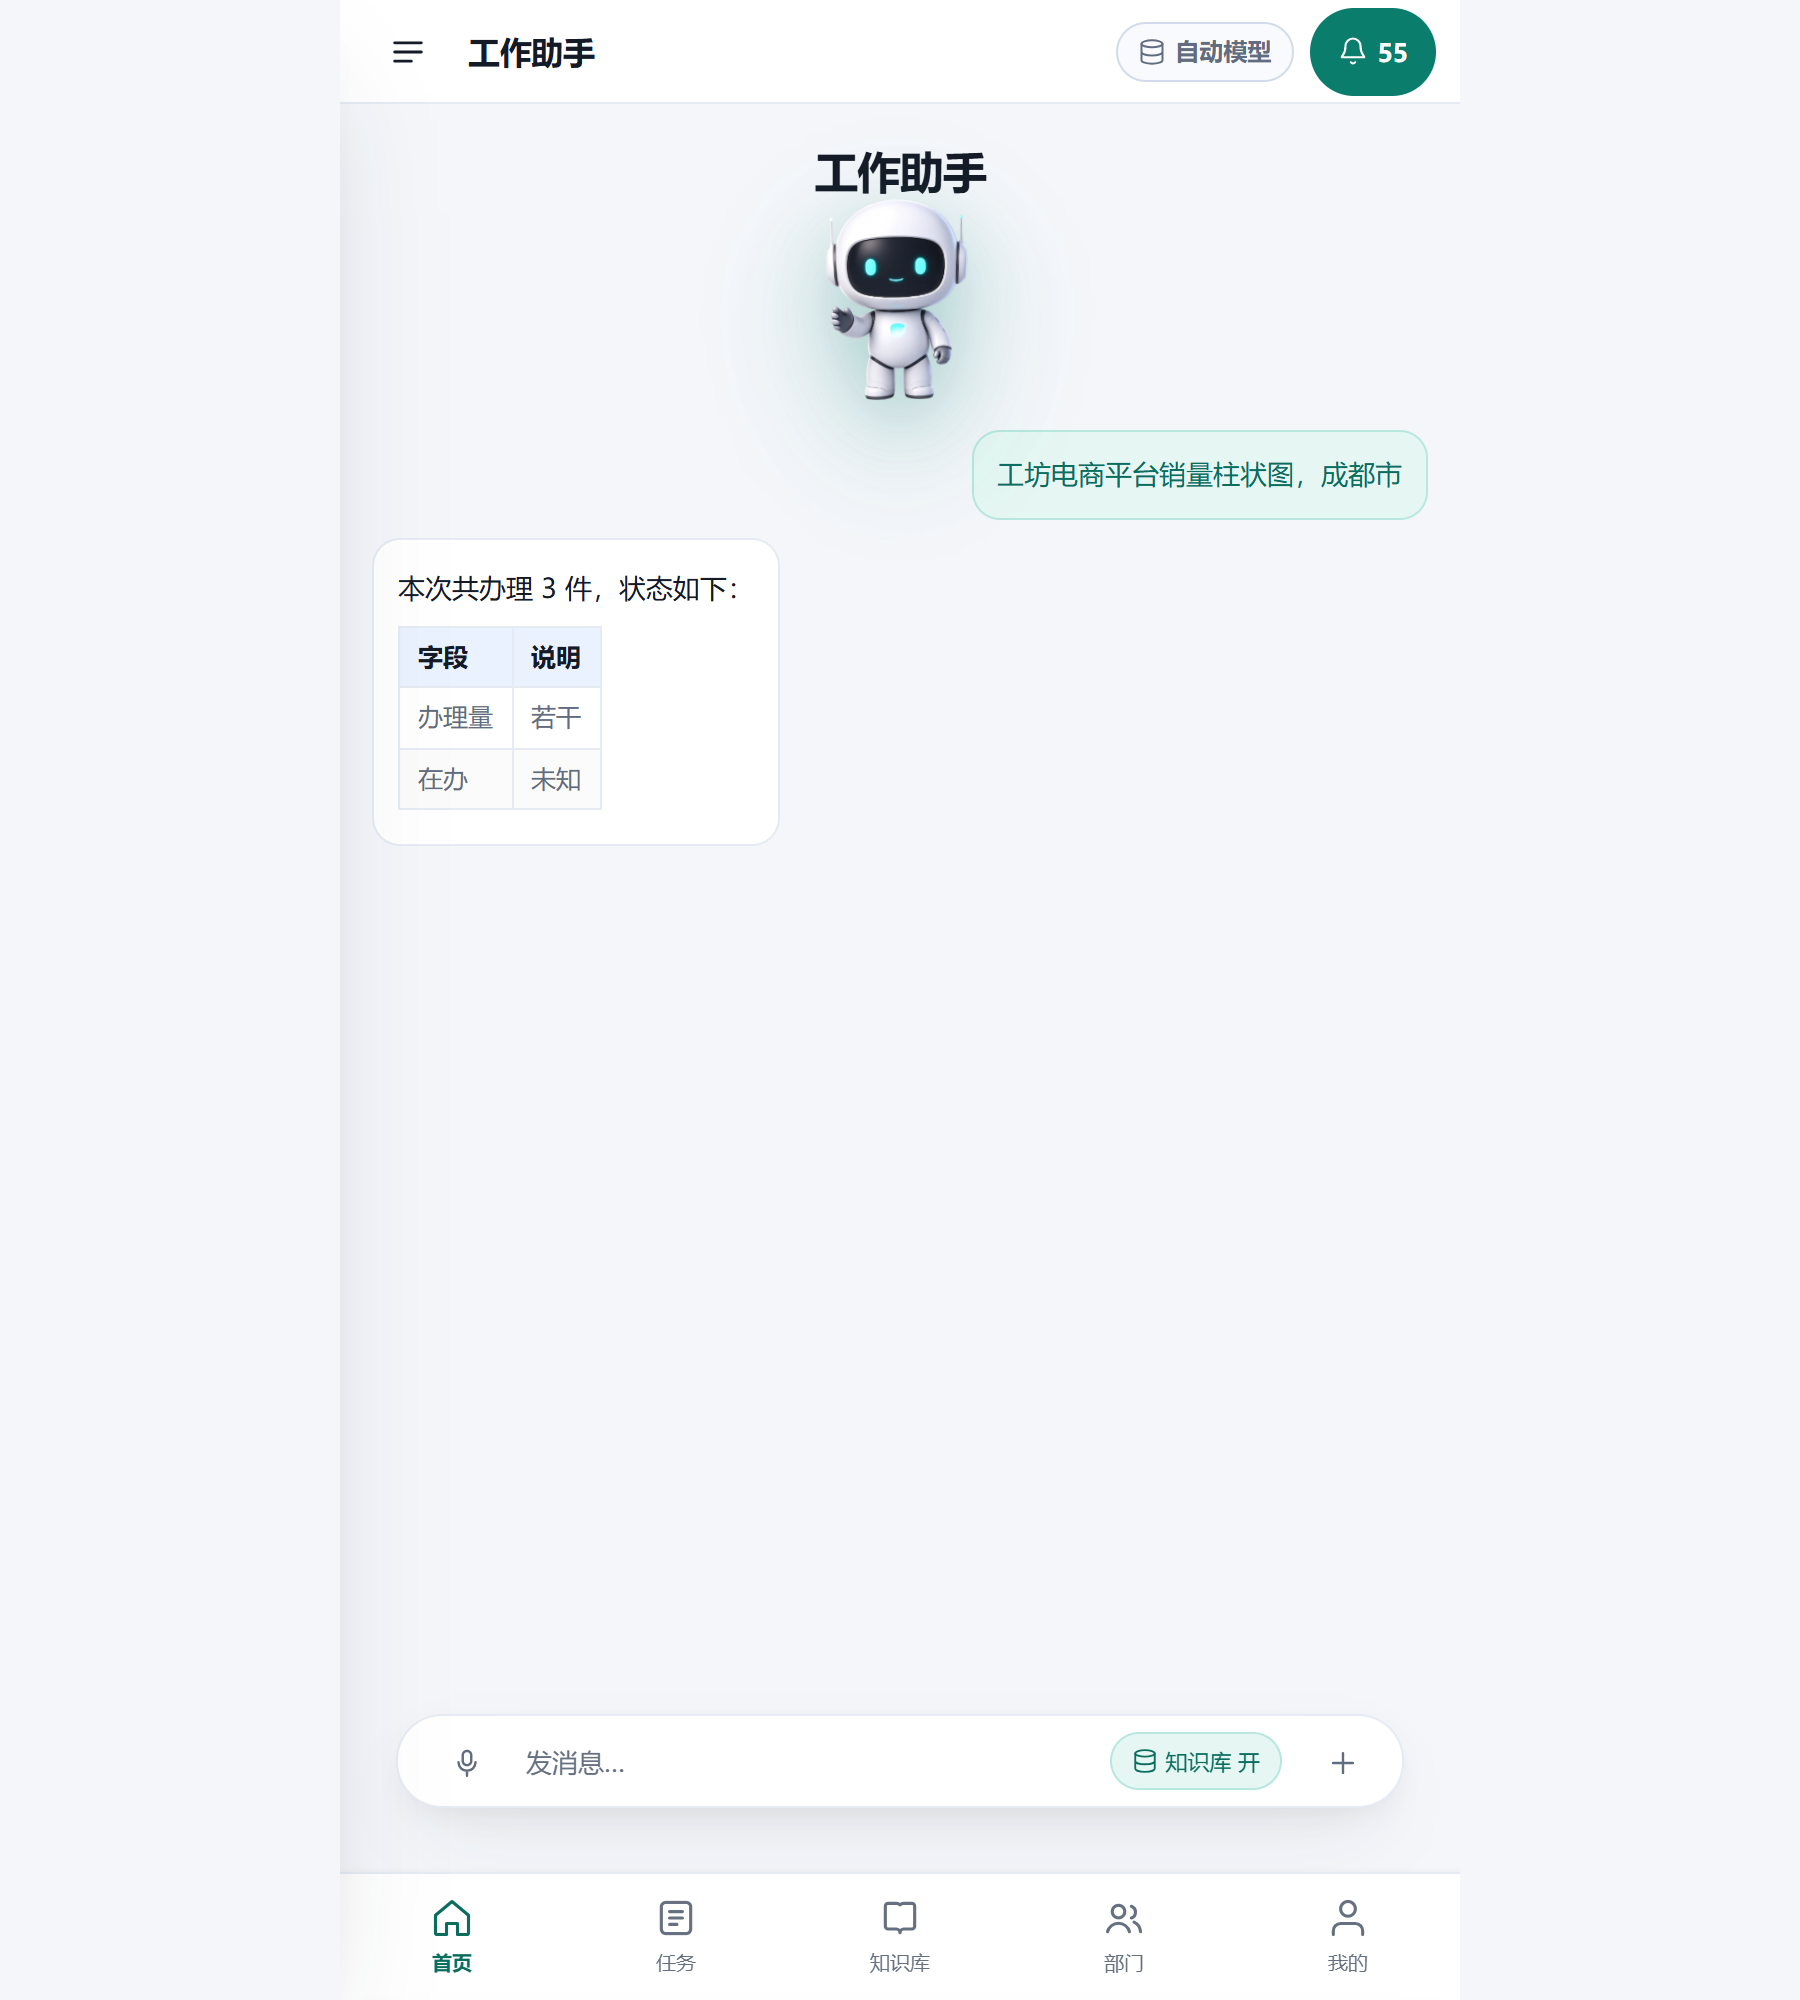 工作助手
自动模型
55
工作助手
工坊电商平台销量柱状图，成都市
本次共办理 3 件，状态如下：
字段 说明
办理量 若干
在办 未知
发消息...
知识库 开
首页 任务 知识库 部门 我的